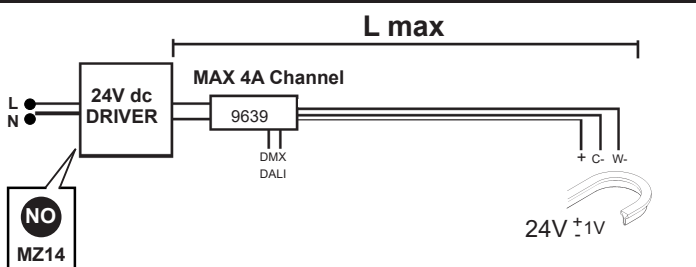 L max
MAX 4A Channel
L
N
24V dc
DRIVER
9639
DMX
DALI
+ C- W-
24V +- 1V
NO
MZ14